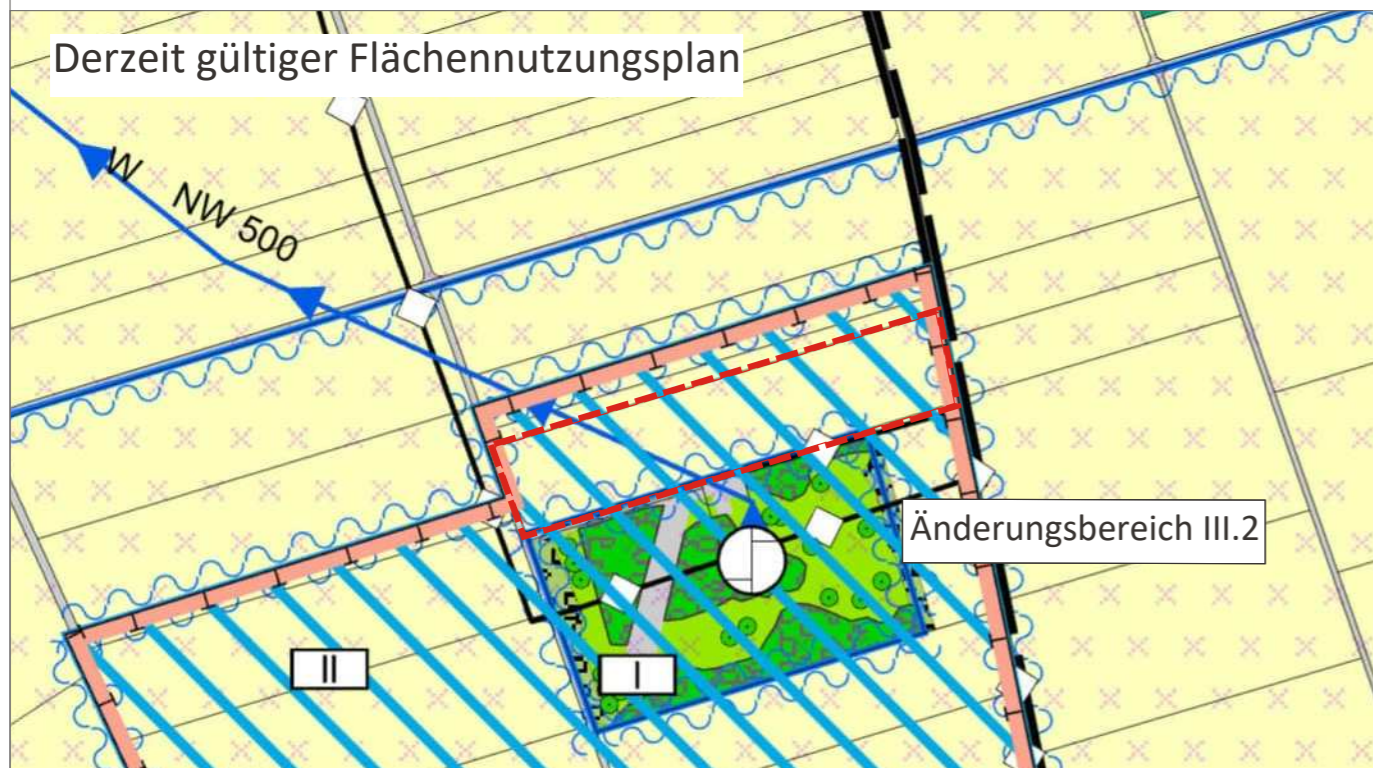 Derzeit gültiger Flächennutzungsplan
W NW 500
Änderungsbereich III.2
II
I